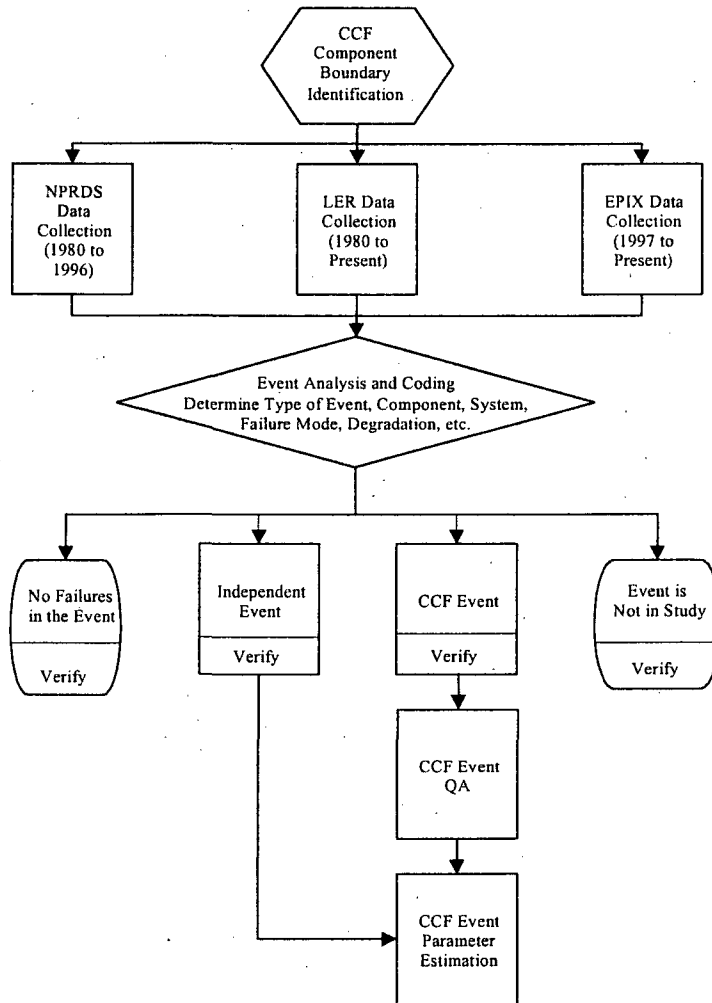 CCF
Component
Boundary
Identification
NPRDS
Data
Collection
(1980 to
1996)
LER Data
Collection
(1980 to
Present)
EPIX Data
Collection
(1997 to
Present)
Event Analysis and Coding
Determine Type of Event, Component, System,
Failure Mode, Degradation, etc.
No Failures
in the Event
Verify
Independent
Event
Verify
CCF Event
Verify
Event is
Not in Study
Verify
CCF Event
QA
CCF Event
Parameter
Estimation